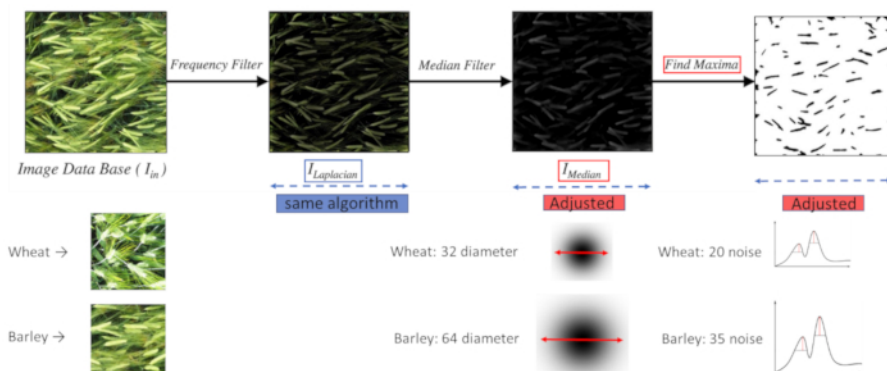 Frequency Filter
Median Filter
Find Maxima
Image Data Base ( I_in )
I_Laplacian
I_Median
same algorithm
Adjusted
Adjusted
Wheat →
Wheat: 32 diameter
Wheat: 20 noise
Barley →
Barley: 64 diameter
Barley: 35 noise